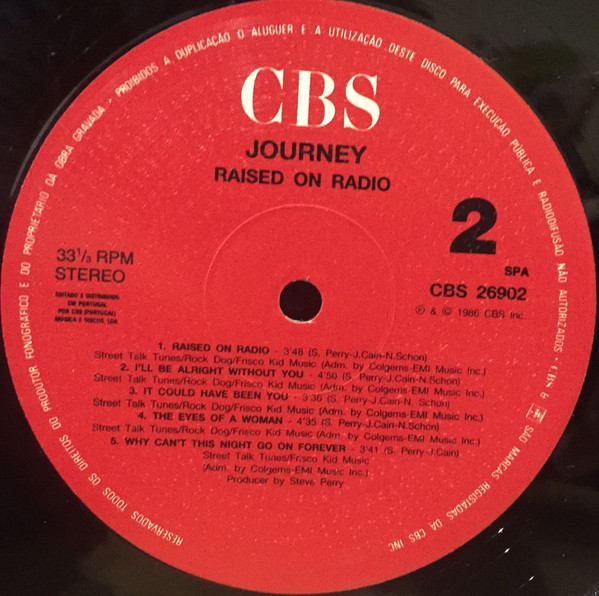 RESERVADOS TODOS OS DIREITOS DO PRODUTOR FONOGRÁFICO E DO PROPRIETÁRIO DA OBRA GRAVADA · PROIBIDOS A DUPLICAÇÃO O ALUGUER E A UTILIZAÇÃO DESTE DISCO PARA EXECUÇÃO PÚBLICA E RADIODIFUSÃO NÃO AUTORIZADOS
SÃO MARCAS REGISTADAS DA CBS INC
CBS
JOURNEY
RAISED ON RADIO
2
33⅓ RPM
STEREO
EDITADO E DISTRIBUIDO
EM PORTUGAL
POR CBS (PORTUGAL)
MÚSICA E DISCOS, LDA
SPA
CBS 26902
℗ & © 1986 CBS Inc.
1. RAISED ON RADIO - 3'48 (S. Perry-J.Cain-N.Schon)
Street Talk Tunes/Rock Dog/Frisco Kid Music (Adm. by Colgems-EMI Music Inc.)
2. I'LL BE ALRIGHT WITHOUT YOU - 4'50 (S. Perry-J.Cain-N.Schon)
Street Talk Tunes/Rock Dog/Frisco Kid Music (Adm by Colgems-EMI Music Inc.)
3. IT COULD HAVE BEEN YOU - 3'36 (S. Perry J.Cain-N.Schon)
Street Talk Tunes/Rock Dog/Frisco Kid Music (Adm by Colgems-EMI Music Inc.)
4. THE EYES OF A WOMAN - 4'35 (S. Perry-J.Cain-N.Schon)
Street Talk Tunes/Rock Dog/Frisco Kid Music (Adm by Colgems-EMI Music Inc.)
5. WHY CAN'T THIS NIGHT GO ON FOREVER - 3'41 (S. Perry-J.Cain)
Street Talk Tunes/Frisco Kid Music
(Adm. by Colgems-EMI Music Inc.)
Producer by Steve Perry